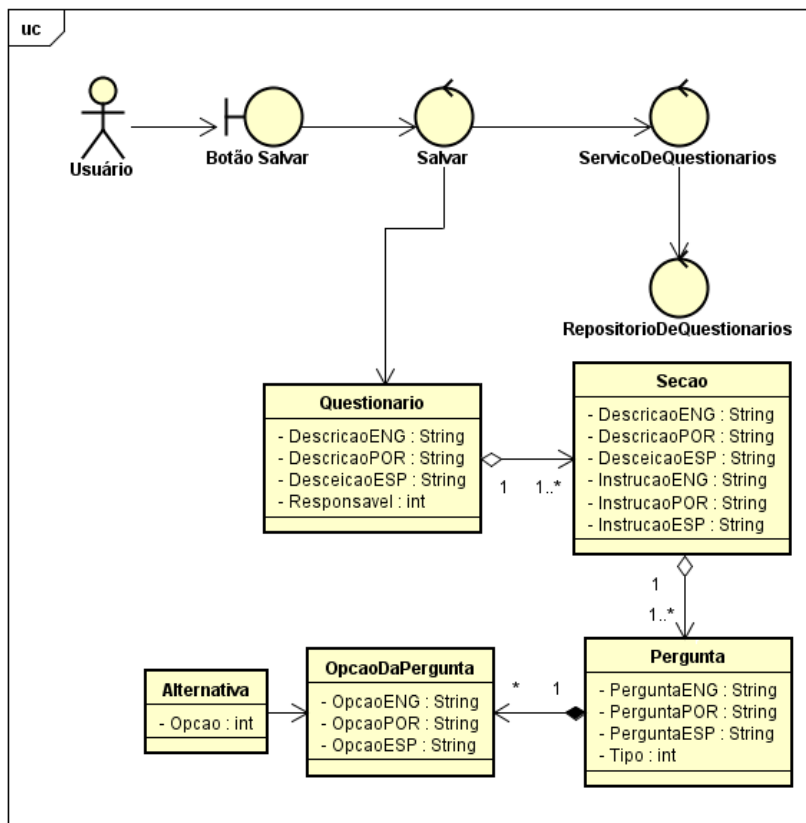 uc
Usuário
Botão Salvar
Salvar
ServicoDeQuestionarios
RepositorioDeQuestionarios
Questionario
- DescricaoENG : String
- DescricaoPOR : String
- DesceicaoESP : String
- Responsavel : int
1
1..*
Secao
- DescricaoENG : String
- DescricaoPOR : String
- DesceicaoESP : String
- InstrucaoENG : String
- InstrucaoPOR : String
- InstrucaoESP : String
1
1..*
Alternativa
- Opcao : int
OpcaoDaPergunta
- OpcaoENG : String
- OpcaoPOR : String
- OpcaoESP : String
*
1
Pergunta
- PerguntaENG : String
- PerguntaPOR : String
- PerguntaESP : String
- Tipo : int